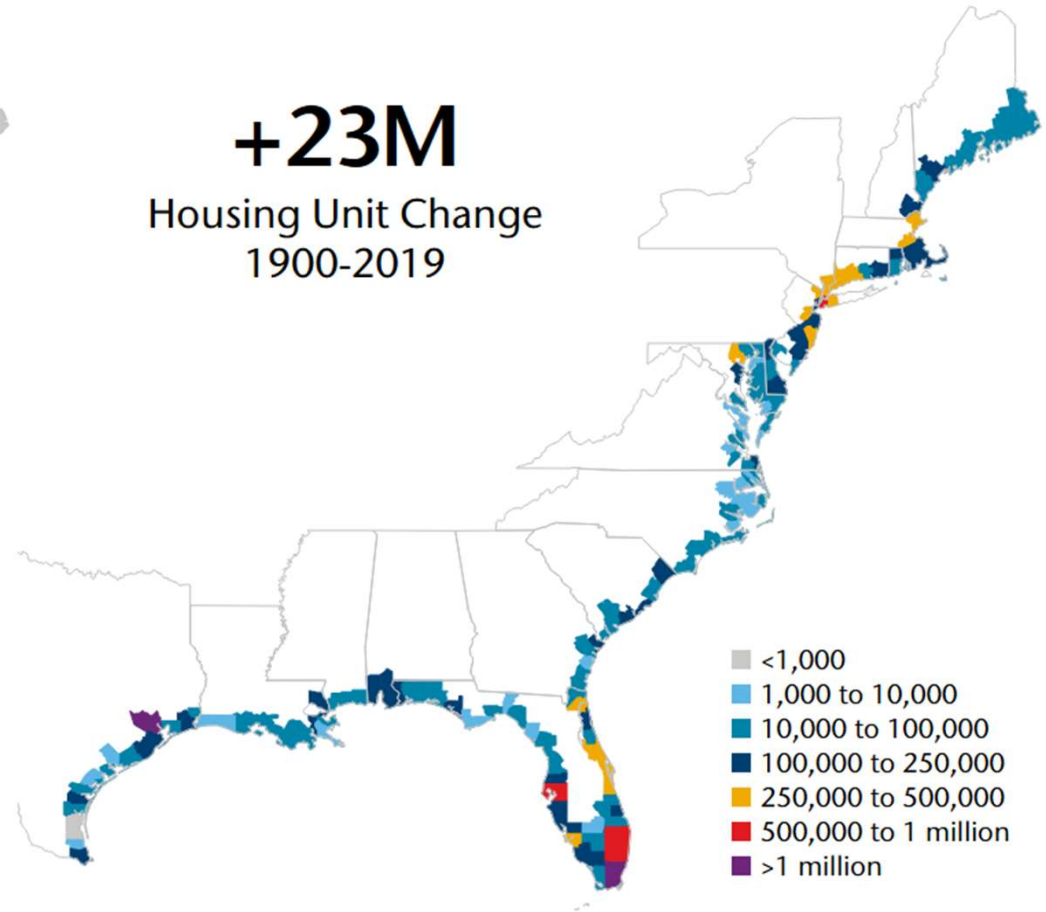 +23M
Housing Unit Change
1900-2019
<1,000
1,000 to 10,000
10,000 to 100,000
100,000 to 250,000
250,000 to 500,000
500,000 to 1 million
>1 million